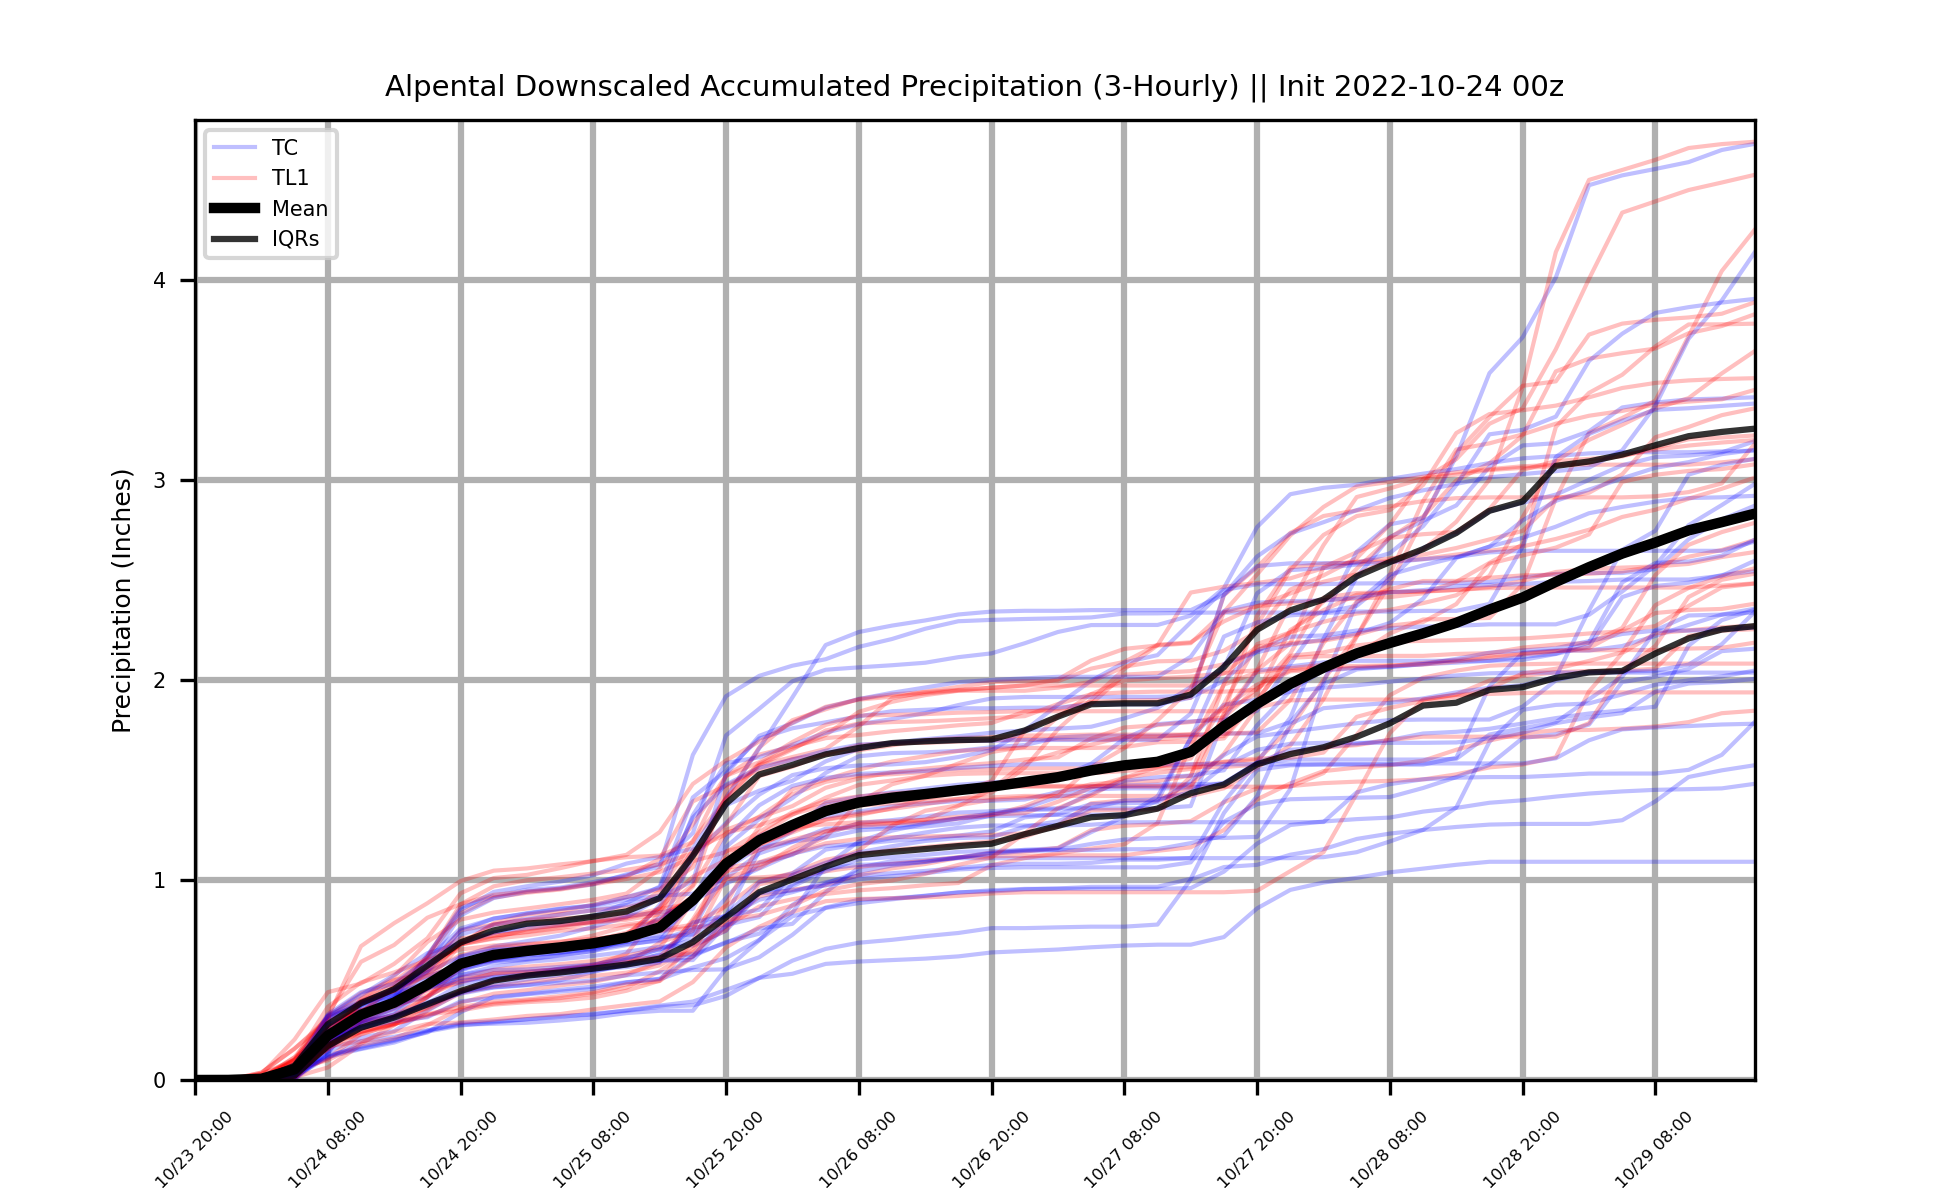 Alpental Downscaled Accumulated Precipitation (3-Hourly) || Init 2022-10-24 00z
TC
TL1
Mean
IQRs
Precipitation (Inches)
4
3
2
1
0
10/23 20:00
10/24 08:00
10/24 20:00
10/25 08:00
10/25 20:00
10/26 08:00
10/26 20:00
10/27 08:00
10/27 20:00
10/28 08:00
10/28 20:00
10/29 08:00